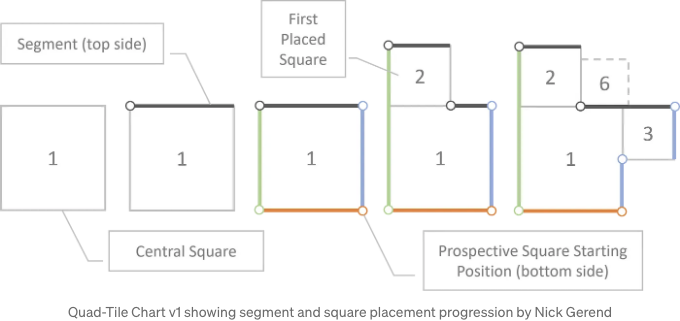 First
Placed
Square
Segment (top side)
2
2
6
1
1
1
1
1
3
Central Square
Prospective Square Starting
Position (bottom side)
Quad-Tile Chart v1 showing segment and square placement progression by Nick Gerend